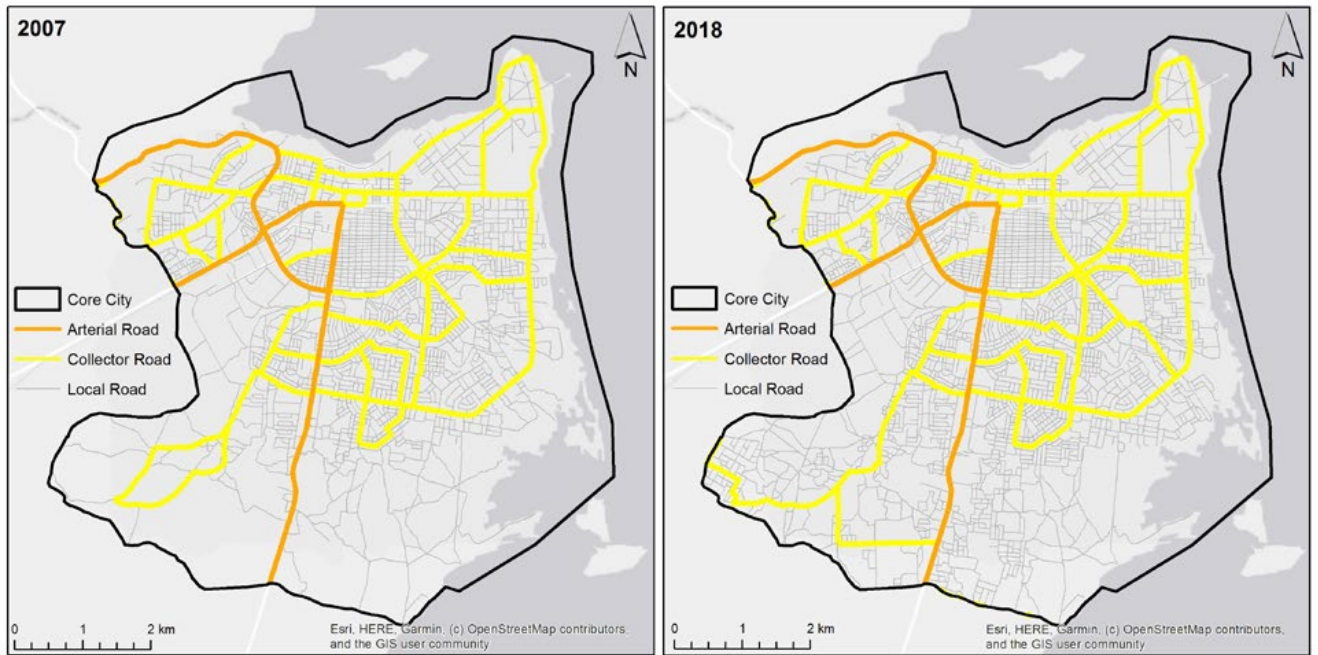 2007
N
Core City
Arterial Road
Collector Road
Local Road
0 1 2 km
Esri, HERE, Garmin, (c) OpenStreetMap contributors,
and the GIS user community
2018
N
Core City
Arterial Road
Collector Road
Local Road
0 1 2 km
Esri, HERE, Garmin, (c) OpenStreetMap contributors,
and the GIS user community